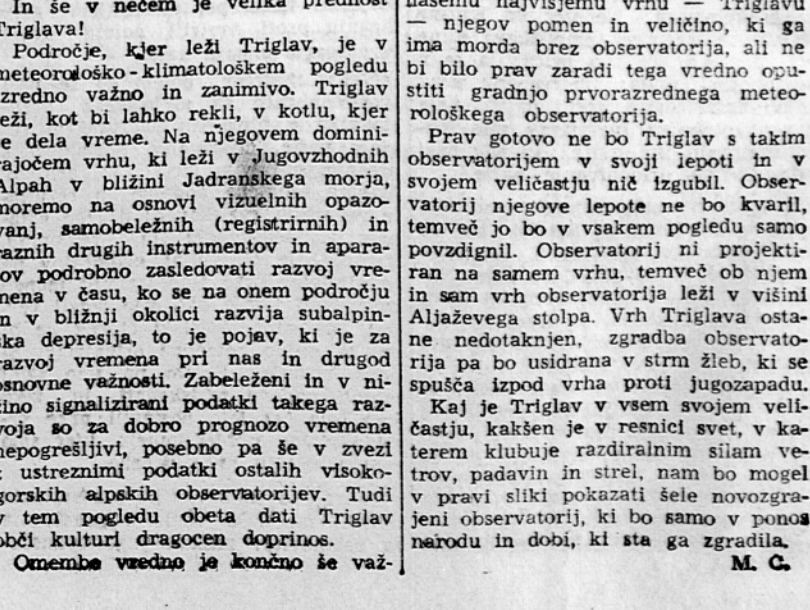 In še v nečem je velika prednost
Triglava!
Področje, kjer leži Triglav, je v
meteorološko-klimatološkem pogledu
zredno važno in zanimivo. Triglav
eži, kot bi lahko rekli, v kotlu, kjer
e dela vreme. Na njegovem domini-
rajočem vrhu, ki leži v Jugovzhodnih
Alpah v bližini Jadranskega morja,
moremo na osnovi vizuelnih opazo-
vanj, samobeležnih (registrirnih) in
raznih drugih instrumentov in apara-
ov podrobno zasledovati razvoj vre-
mena v času, ko se na onem področju
n v bližnji okolici razvija subalpin-
ska depresija, to je pojav, ki je za
razvoj vremena pri nas in drugod
osnovne važnosti. Zabeleženi in v ni-
žino signalizirani podatki takega raz-
voja so za dobro prognozo vremena
nepogrešljivi, posebno pa še v zvezi
z ustreznimi podatki ostalih visoko-
gorskih alpskih observatorijev. Tudi
v tem pogledu obeta dati Triglav
obči kulturi dragocen doprinos.
Omembe vredno je končno še važ-
našemu najvišjemu vrhu — Triglavu
— njegov pomen in veličino, ki ga
ima morda brez observatorija, ali ne
bi bilo prav zaradi tega vredno opu-
stiti gradnjo prvorazrednega meteo-
rološkega observatorija.
Prav gotovo ne bo Triglav s takim
observatorijem v svoji lepoti in v
svojem veličastju nič izgubil. Obser-
vatorij njegove lepote ne bo kvaril,
temveč jo bo v vsakem pogledu samo
povzdignil. Observatorij ni projekti-
ran na samem vrhu, temveč ob njem
in sam vrh observatorija leži v višini
Aljaževega stolpa. Vrh Triglava osta-
ne nedotaknjen, zgradba observato-
rija pa bo usidrana v strm žleb, ki se
spušča izpod vrha proti jugozapadu.
Kaj je Triglav v vsem svojem veli-
častju, kakšen je v resnici svet, v ka-
terem klubuje razdiralnim silam ve-
trov, padavin in strel, nam bo mogel
v pravi sliki pokazati šele novozgra-
jeni observatorij, ki bo samo v ponos
narodu in dobi, ki sta ga zgradila.
M. C.